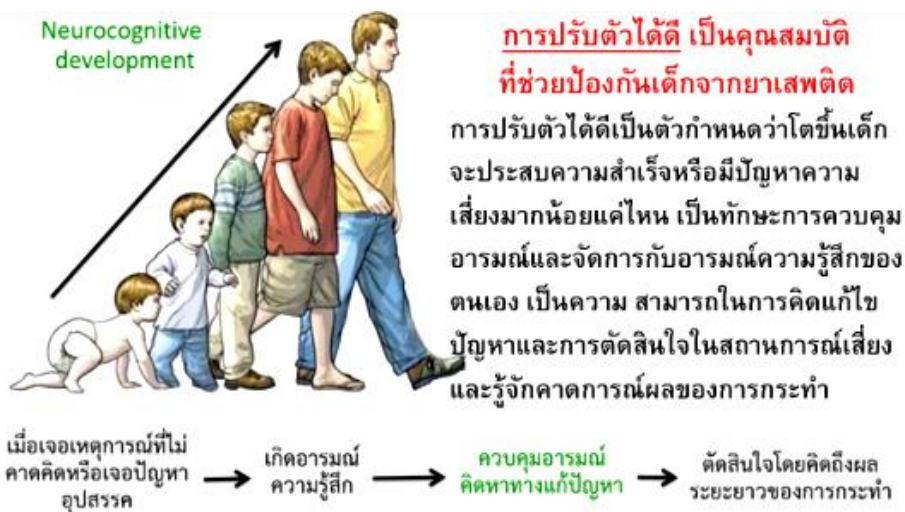 Neurocognitive
development
การปรับตัวได้ดี เป็นคุณสมบัติ
ที่ช่วยป้องกันเด็กจากยาเสพติด
การปรับตัวได้ดีเป็นตัวกำหนดว่าโตขึ้นเด็ก
จะประสบความสำเร็จหรือมีปัญหาความ
เสี่ยงมากน้อยแค่ไหน เป็นทักษะการควบคุม
อารมณ์และจัดการกับอารมณ์ความรู้สึกของ
ตนเอง เป็นความ สามารถในการคิดแก้ไข
ปัญหาและการตัดสินใจในสถานการณ์เสี่ยง
และรู้จักคาดการณ์ผลของการกระทำ
เมื่อเจอเหตุการณ์ที่ไม่
คาดคิดหรือเจอปัญหา
อุปสรรค
เกิดอารมณ์
ความรู้สึก
ควบคุมอารมณ์
คิดหาทางแก้ปัญหา
ตัดสินใจโดยคิดถึงผล
ระยะยาวของการกระทำ